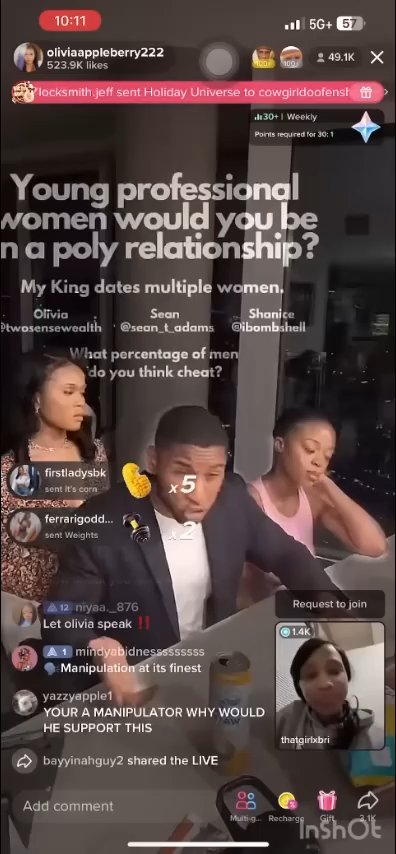 10:11
5G+ 57
oliviaappleberry222
523.9K likes
100+
100+
49.1K
locksmith.jeff sent Holiday Universe to cowgirldoofensh
30+ | Weekly
Points required for 30: 1
Young professional
women would you be
n a poly relationship?
My King dates multiple women.
Olivia Sean Shanice
@twosensewealth · @sean_t_adams @ibombshell
What percentage of men
do you think cheat?
firstladysbk
sent It's corn
x5
ferrarigodd...
sent Weights
x2
12 niyaa._876
Let olivia speak ‼️
1 mindyabidnesssssssss
🗣️Manipulation at its finest
yazzyapple1
YOUR A MANIPULATOR WHY WOULD
HE SUPPORT THIS
bayyinahguy2 shared the LIVE
Request to join
1.4K
thatgirlxbri
Add comment
Multi-g...
Recharge
Gift
3.1K
InShOt